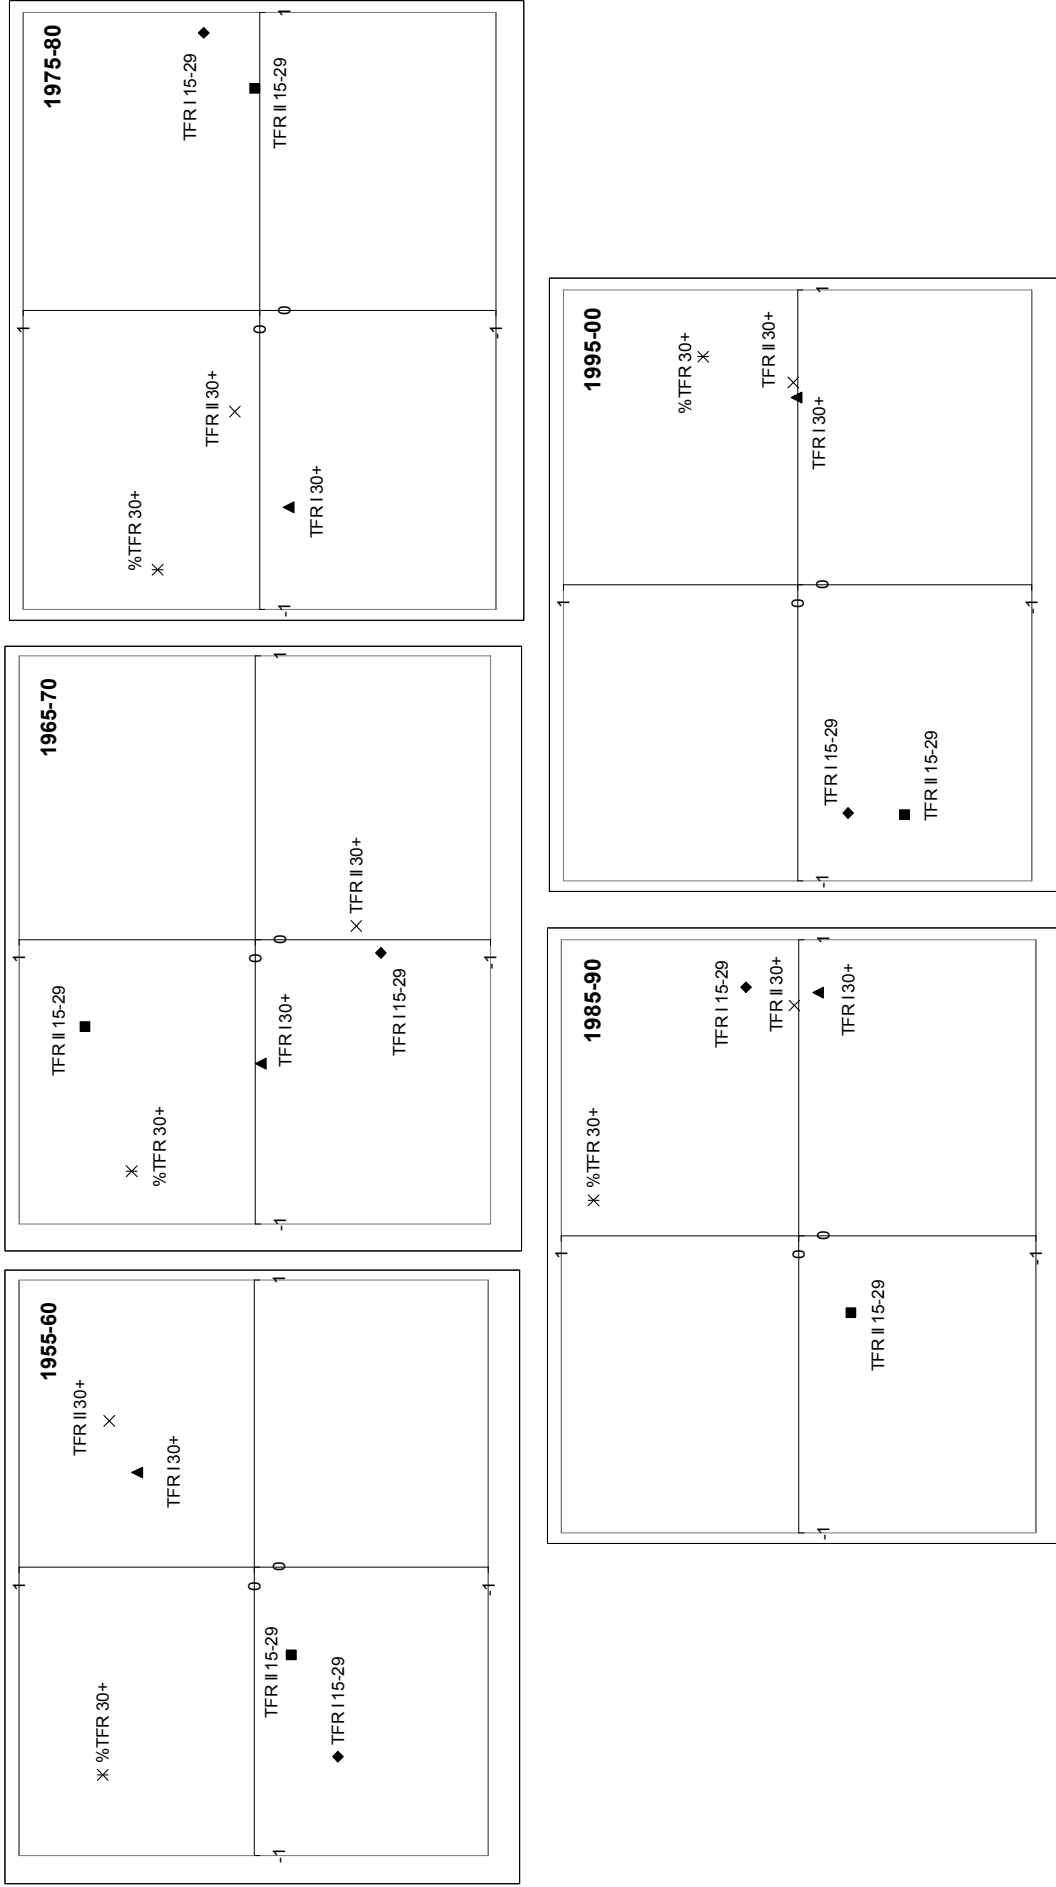 1
1955-60
TFR II 30+
%TFR 30+
TFR I 30+
0
TFR II 15-29
-1 0 1
TFR I 15-29
-1
1
1965-70
TFR II 15-29
%TFR 30+
0
-1 0 1
TFR I 30+
TFR II 30+
TFR I 15-29
-1
1
1975-80
%TFR 30+
TFR I 15-29
TFR II 30+
0
TFR II 15-29
-1 0 1
TFR I 30+
-1
1
1985-90
%TFR 30+
TFR I 15-29
TFR II 30+
0
-1 0 1
TFR I 30+
TFR II 15-29
-1
1
1995-00
%TFR 30+
TFR II 30+
0
TFR I 30+
-1 0 1
TFR I 15-29
TFR II 15-29
-1